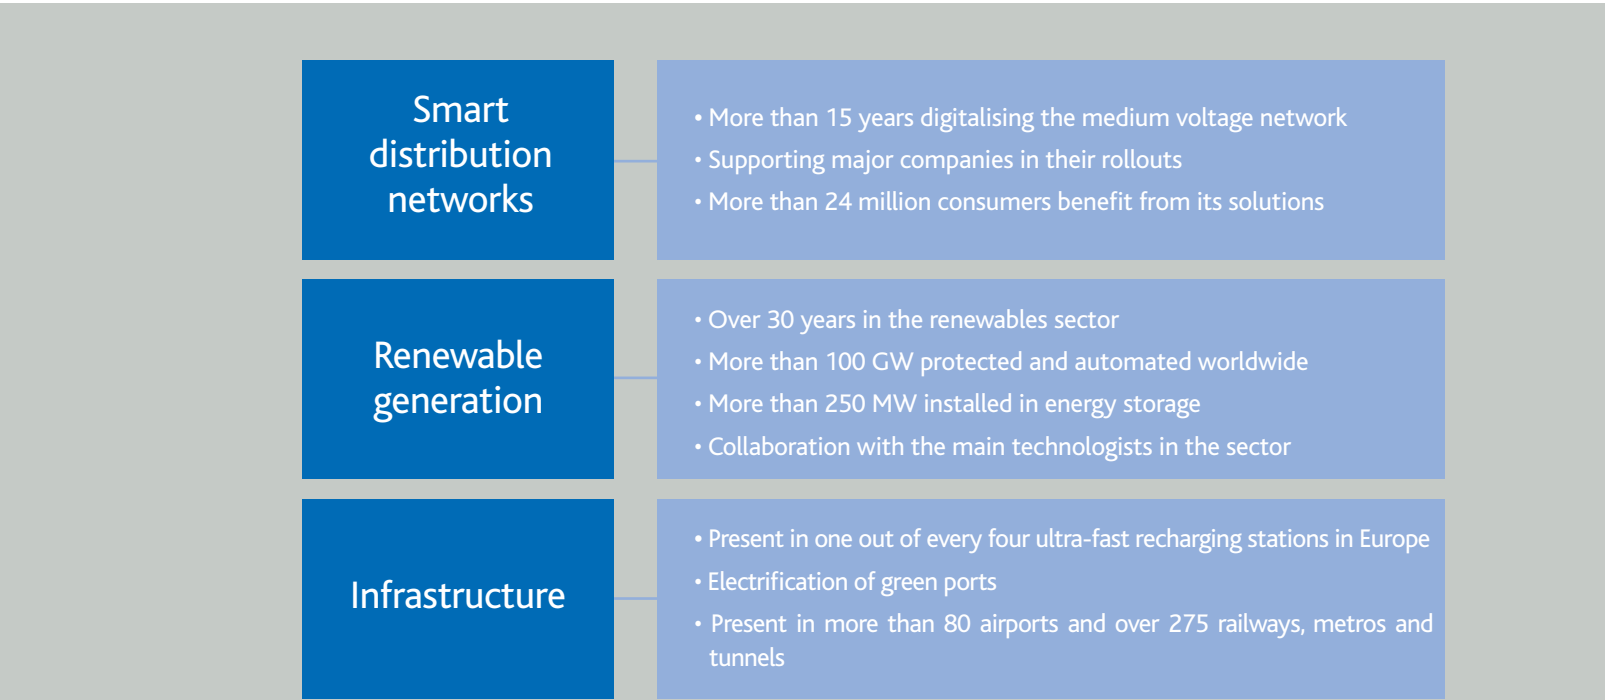 Smart
distribution
networks
• More than 15 years digitalising the medium voltage network
• Supporting major companies in their rollouts
• More than 24 million consumers benefit from its solutions
Renewable
generation
• Over 30 years in the renewables sector
• More than 100 GW protected and automated worldwide
• More than 250 MW installed in energy storage
• Collaboration with the main technologists in the sector
Infrastructure
• Present in one out of every four ultra-fast recharging stations in Europe
• Electrification of green ports
• Present in more than 80 airports and over 275 railways, metros and
tunnels